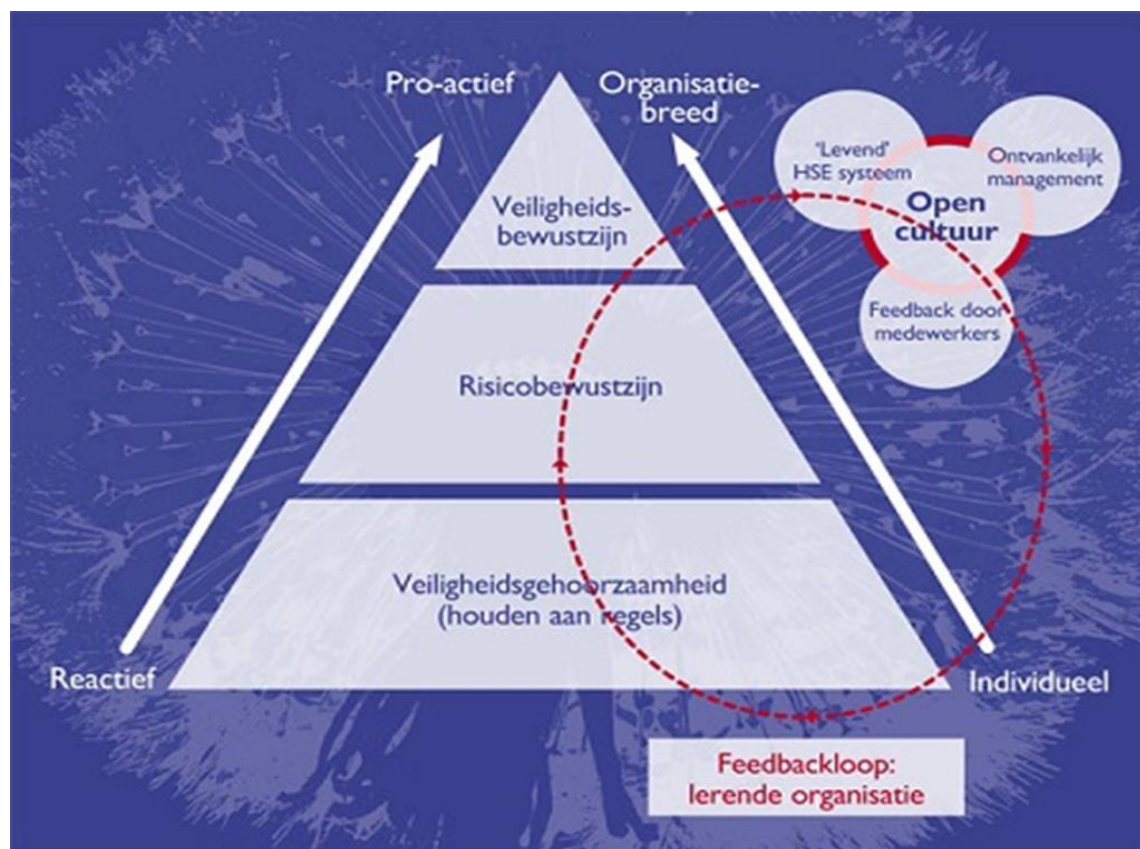 Pro-actief
Organisatie-
breed
Veiligheids-
bewustzijn
'Levend'
HSE systeem
Ontvankelijk
management
Open
cultuur
Feedback door
medewerkers
Risicobewustzijn
Veiligheidsgehoorzaamheid
(houden aan regels)
Reactief
Individueel
Feedbackloop:
lerende organisatie